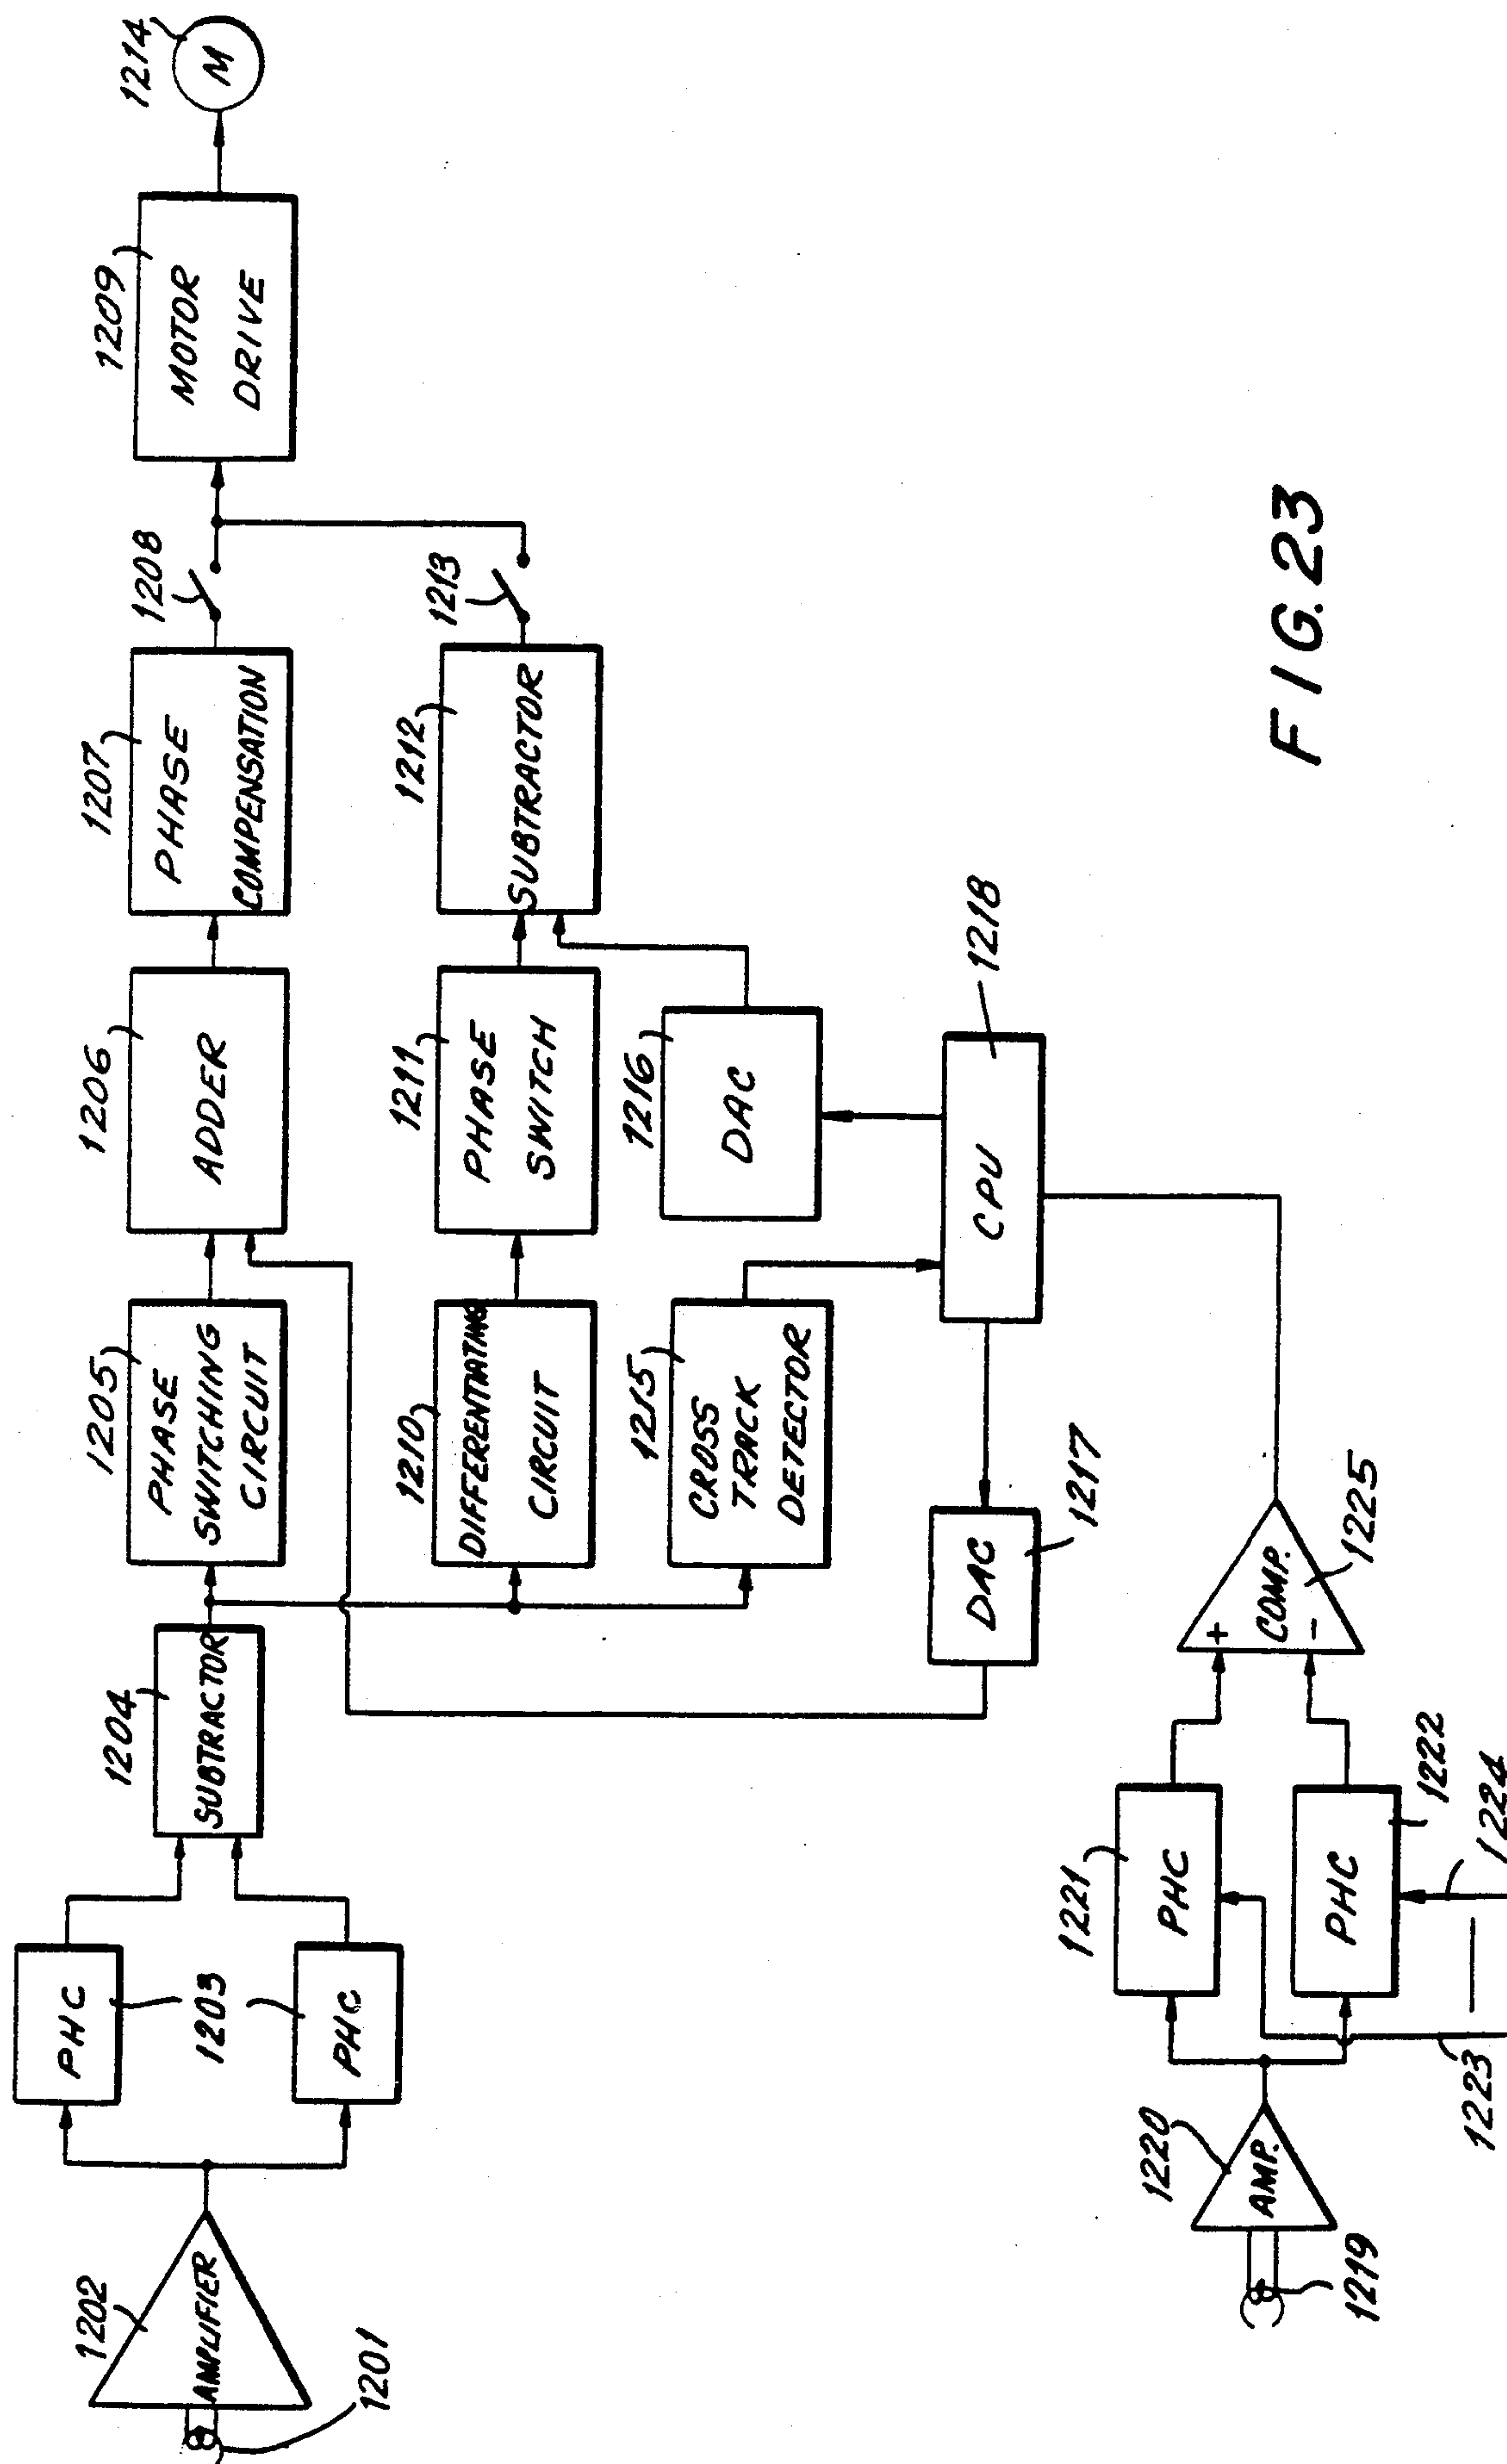 1201
1202
AMPLIFIER
PHC
1203
PHC
1204
SUBTRACTOR
1205
PHASE
SWITCHING
CIRCUIT
1206
ADDER
1207
PHASE
COMPENSATION
1208
1209
MOTOR
DRIVE
1214
M
1210
DIFFERENTIATING
CIRCUIT
1211
PHASE
SWITCH
1212
SUBTRACTOR
1213
1215
CROSS
TRACK
DETECTOR
1216
DAC
1218
CPU
DAC
1217
1219
1220
AMP.
1221
PHC
PHC
1222
1223
1224
+
COMP.
-
1225
FIG. 23